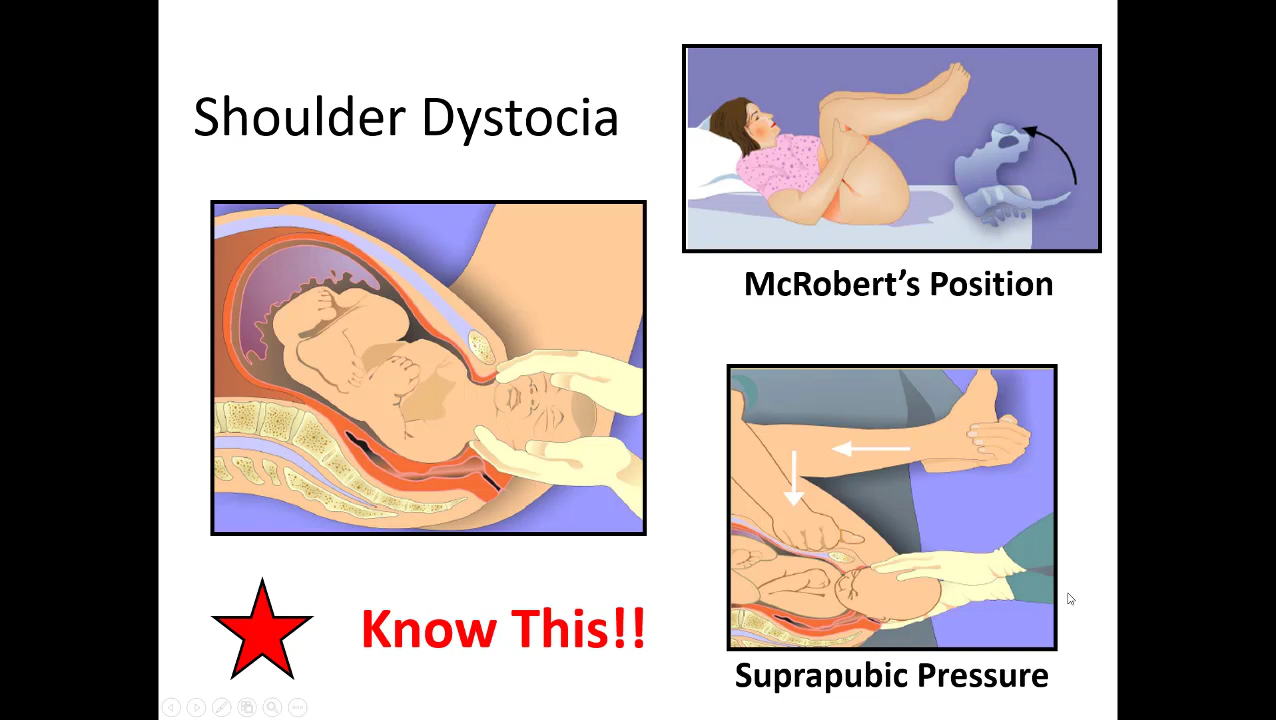 Shoulder Dystocia
McRobert’s Position
Know This!!
Suprapubic Pressure